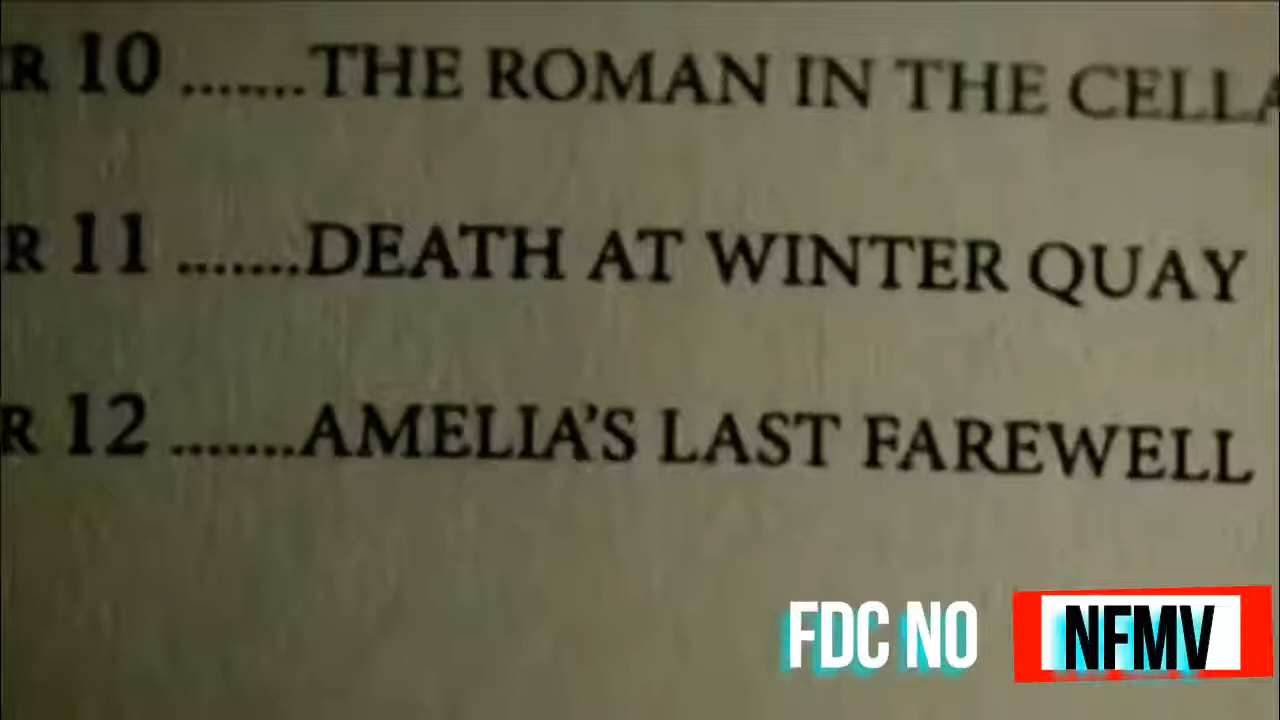 R 10 .......THE ROMAN IN THE CELLA
R 11 .......DEATH AT WINTER QUAY
R 12 .......AMELIA'S LAST FAREWELL
FDC NO NFMV